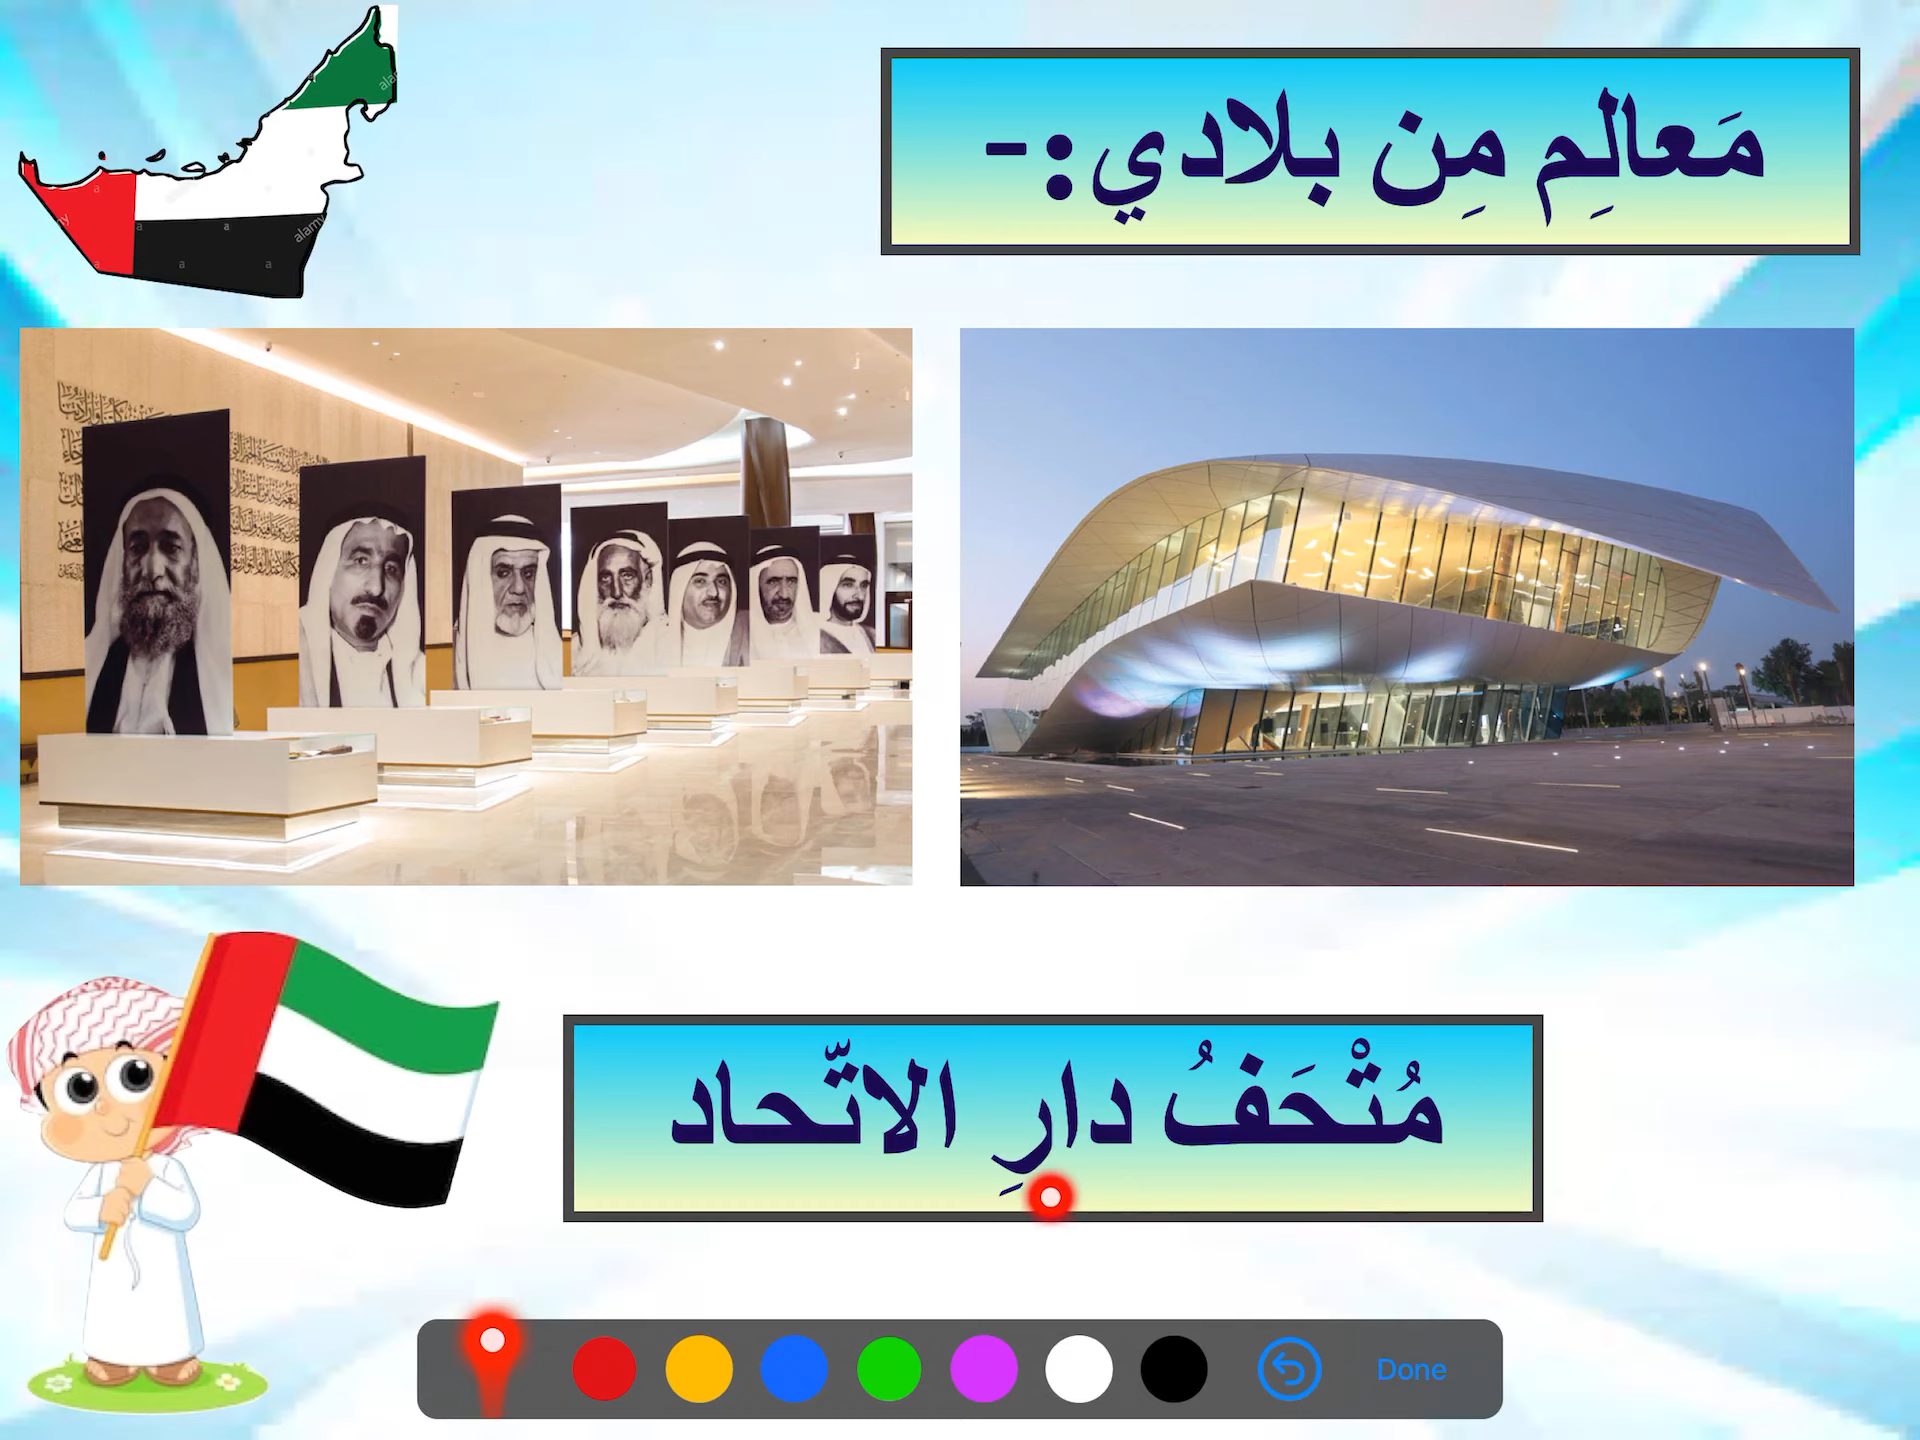 مَعالِم مِن بلادي:-
مُتْحَفُ دارِ الاتّحاد
Done